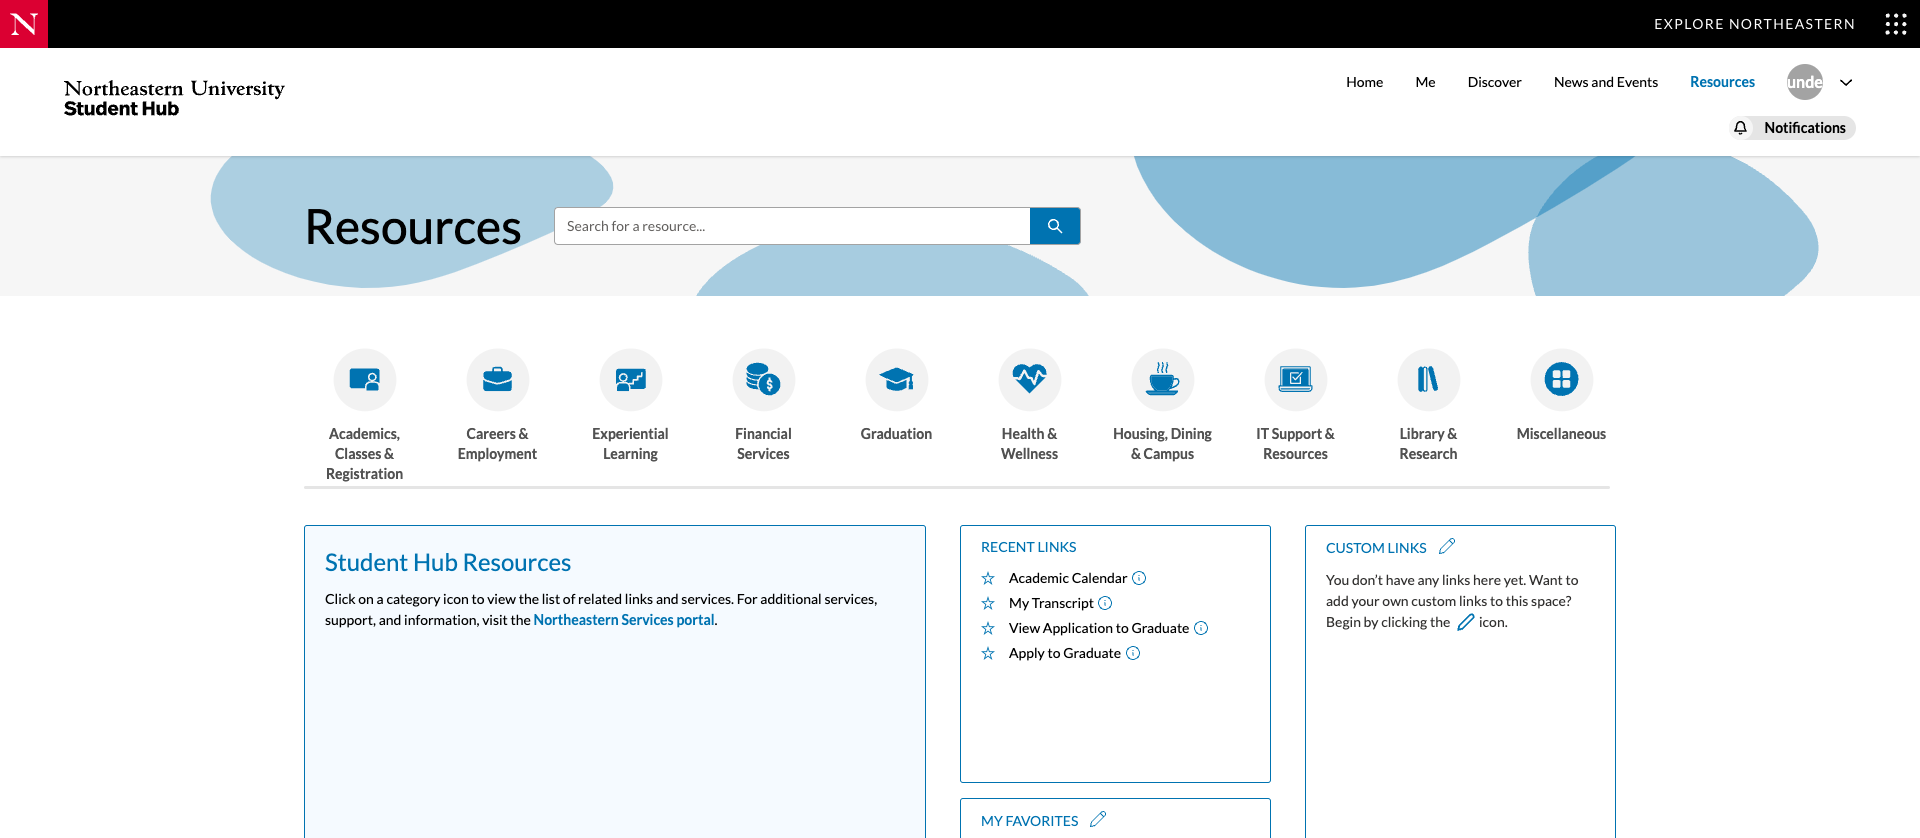 N
EXPLORE NORTHEASTERN
Northeastern University
Student Hub
Home
Me
Discover
News and Events
Resources
unde
Notifications
Resources
Search for a resource...
Academics,
Classes &
Registration
Careers &
Employment
Experiential
Learning
Financial
Services
Graduation
Health &
Wellness
Housing, Dining
& Campus
IT Support &
Resources
Library &
Research
Miscellaneous
Student Hub Resources
Click on a category icon to view the list of related links and services. For additional services,
support, and information, visit the Northeastern Services portal.
RECENT LINKS
Academic Calendar
My Transcript
View Application to Graduate
Apply to Graduate
MY FAVORITES
CUSTOM LINKS
You don’t have any links here yet. Want to
add your own custom links to this space?
Begin by clicking the icon.